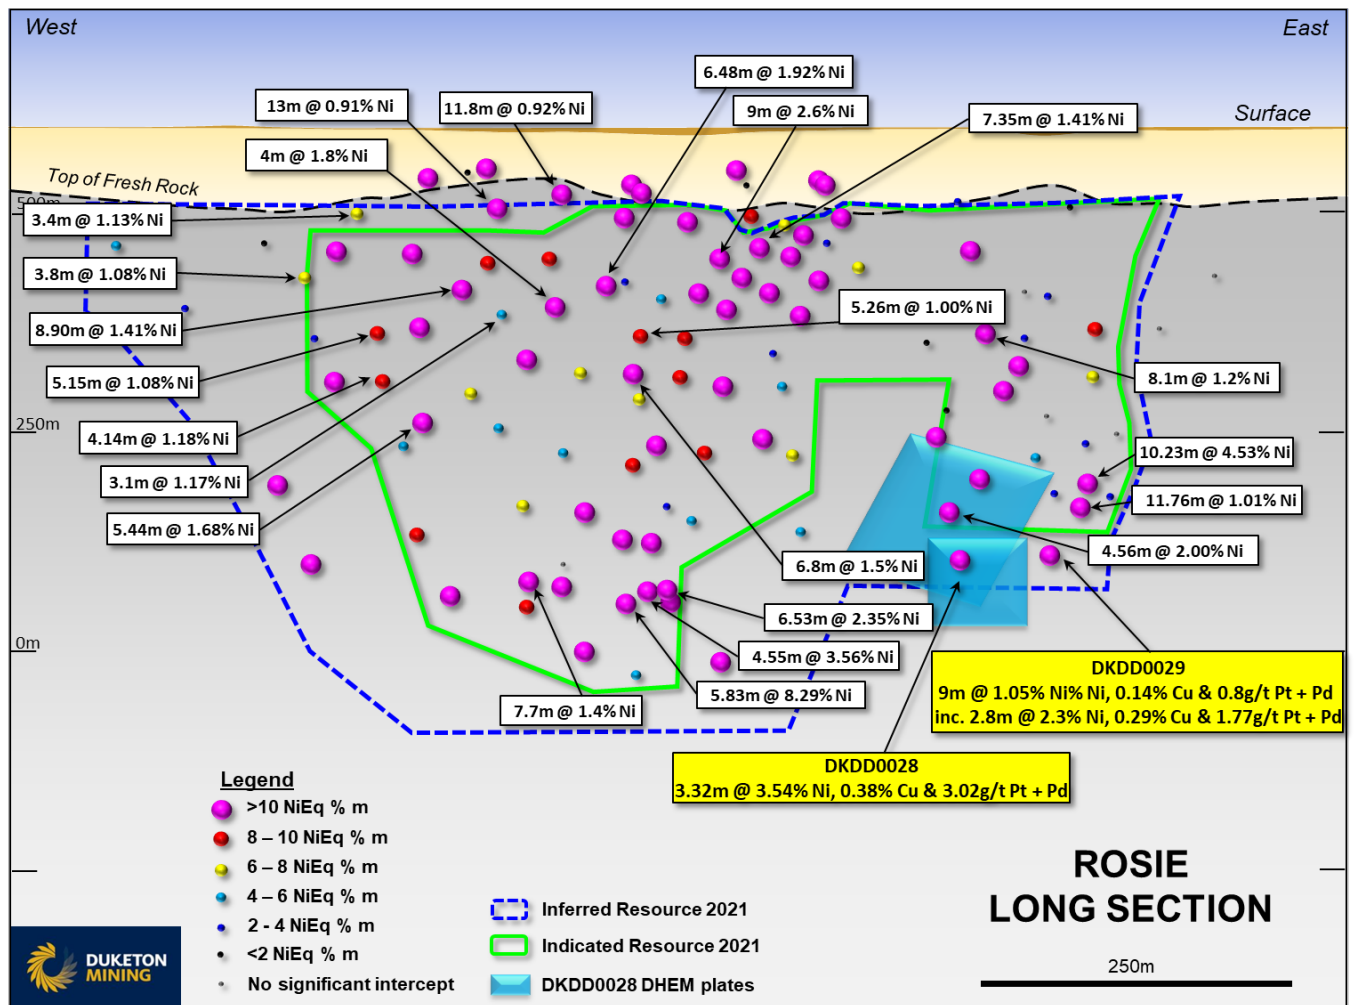 West
East
6.48m @ 1.92% Ni
13m @ 0.91% Ni
11.8m @ 0.92% Ni
9m @ 2.6% Ni
7.35m @ 1.41% Ni
Surface
4m @ 1.8% Ni
Top of Fresh Rock
500m
3.4m @ 1.13% Ni
3.8m @ 1.08% Ni
8.90m @ 1.41% Ni
5.26m @ 1.00% Ni
5.15m @ 1.08% Ni
8.1m @ 1.2% Ni
250m
4.14m @ 1.18% Ni
10.23m @ 4.53% Ni
3.1m @ 1.17% Ni
11.76m @ 1.01% Ni
5.44m @ 1.68% Ni
4.56m @ 2.00% Ni
6.8m @ 1.5% Ni
6.53m @ 2.35% Ni
0m
4.55m @ 3.56% Ni
5.83m @ 8.29% Ni
7.7m @ 1.4% Ni
DKDD0029
9m @ 1.05% Ni% Ni, 0.14% Cu & 0.8g/t Pt + Pd
inc. 2.8m @ 2.3% Ni, 0.29% Cu & 1.77g/t Pt + Pd
DKDD0028
3.32m @ 3.54% Ni, 0.38% Cu & 3.02g/t Pt + Pd
Legend
>10 NiEq % m
8 – 10 NiEq % m
6 – 8 NiEq % m
4 – 6 NiEq % m
2 - 4 NiEq % m
<2 NiEq % m
No significant intercept
Inferred Resource 2021
Indicated Resource 2021
DKDD0028 DHEM plates
ROSIE
LONG SECTION
250m
DUKETON
MINING